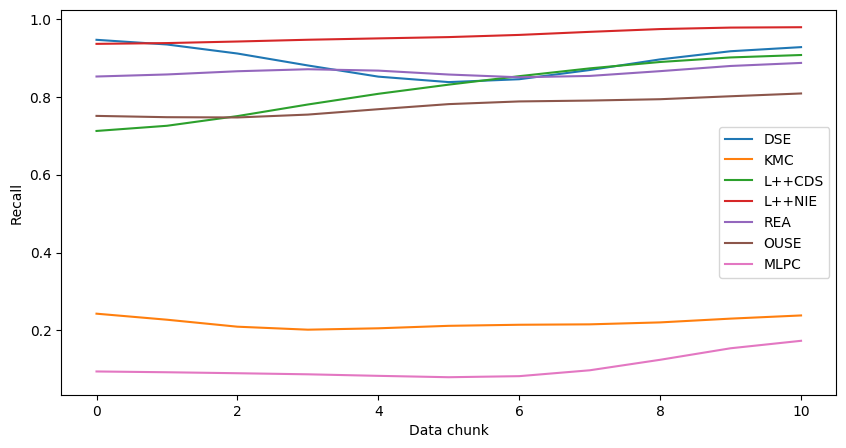 1.0
0.8
0.6
0.4
0.2
Recall
0 2 4 6 8 10
Data chunk
DSE
KMC
L++CDS
L++NIE
REA
OUSE
MLPC